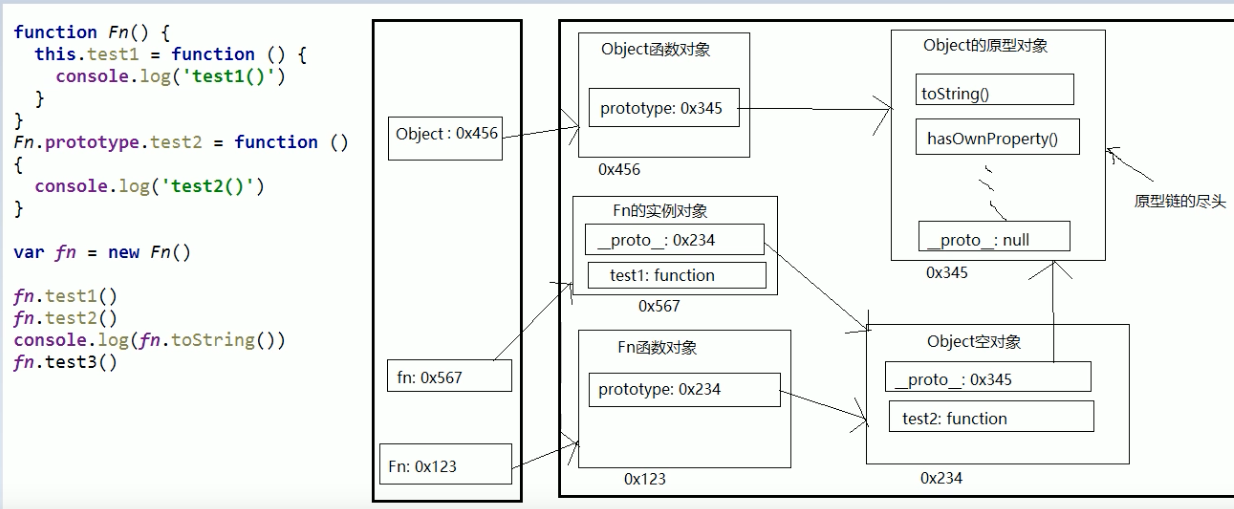 function Fn() {
this.test1 = function () {
console.log('test1()')
}
}
Fn.prototype.test2 = function ()
{
console.log('test2()')
}
var fn = new Fn()
fn.test1()
fn.test2()
console.log(fn.toString())
fn.test3()
Object : 0x456
fn: 0x567
Fn: 0x123
Object函数对象
prototype: 0x345
0x456
Fn的实例对象
__proto__: 0x234
test1: function
0x567
Fn函数对象
prototype: 0x234
0x123
Object的原型对象
toString()
hasOwnProperty()
__proto__: null
0x345
原型链的尽头
Object空对象
__proto__: 0x345
test2: function
0x234